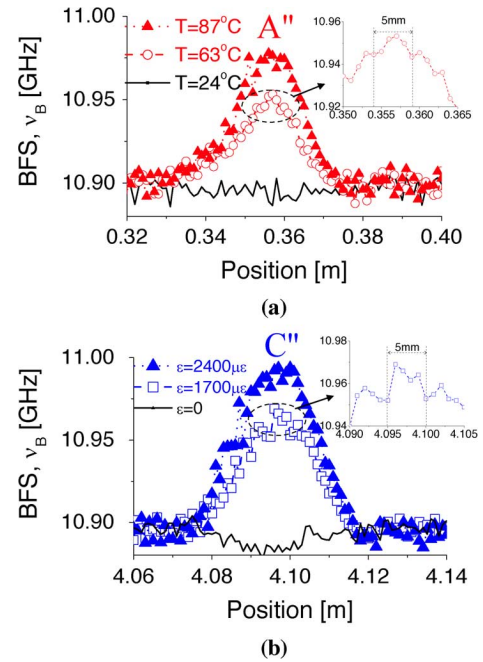 A"
T=87°C
T=63°C
T=24°C
5mm
10.96
10.94
10.92
0.350 0.355 0.360 0.365
11.00
10.95
10.90
BFS, νB [GHz]
0.32 0.34 0.36 0.38 0.40
Position [m]
(a)
C"
ε=2400με
ε=1700με
ε=0
5mm
10.98
10.96
10.94
4.090 4.095 4.100 4.105
11.00
10.95
10.90
BFS, νB [GHz]
4.06 4.08 4.10 4.12 4.14
Position [m]
(b)